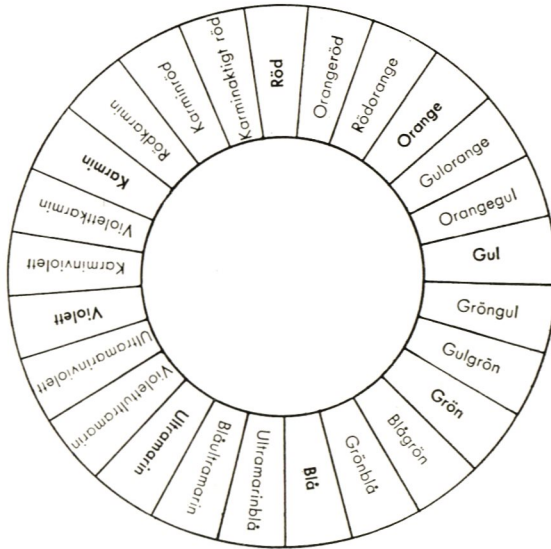 Röd
Orangeröd
Rödorange
Orange
Gulorange
Orangegul
Gul
Gröngul
Gulgrön
Grön
Blågrön
Grönblå
Blå
Ultramarinblå
Blåultramarin
Ultramarin
Violettultramarin
Ultramarinviolett
Violett
Karminviolett
Violettkarmin
Karmin
Rödkarmin
Karminröd
Karminaktigt röd